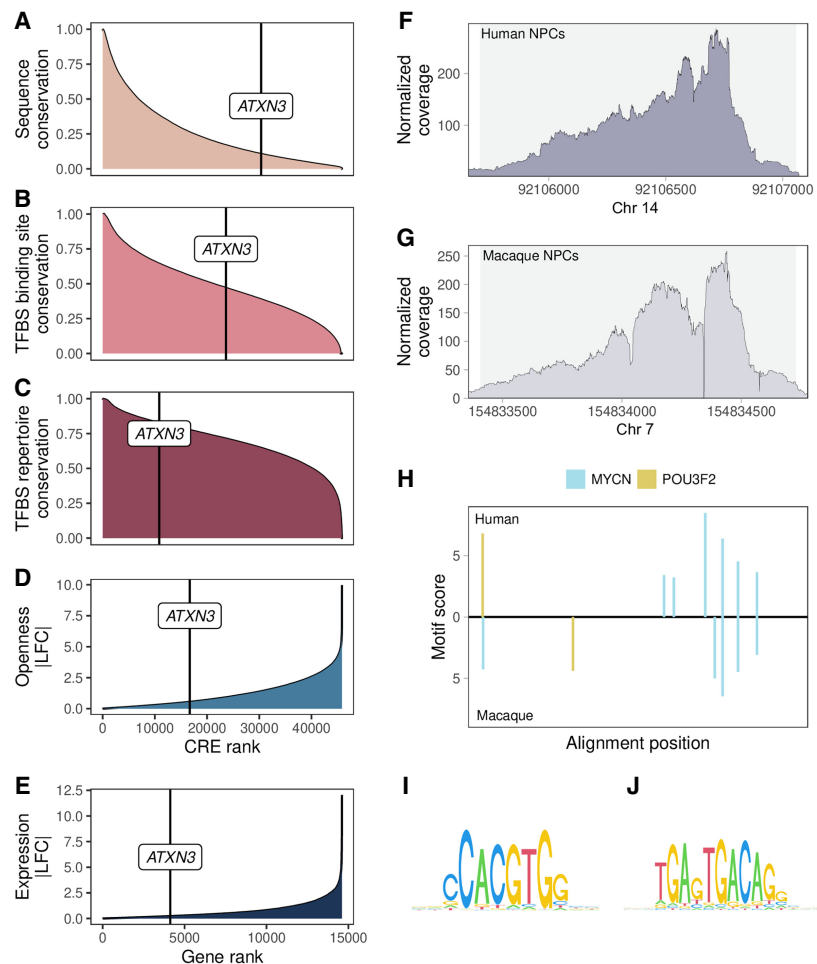 A
Sequence
conservation
1.00
0.75
0.50
0.25
0.00
ATXN3
B
TFBS binding site
conservation
1.00
0.75
0.50
0.25
0.00
ATXN3
C
TFBS repertoire
conservation
1.00
0.75
0.50
0.25
0.00
ATXN3
D
Openness
|LFC|
10.0
7.5
5.0
2.5
0.0
ATXN3
0 10000 20000 30000 40000
CRE rank
E
Expression
|LFC|
12.5
10.0
7.5
5.0
2.5
0.0
ATXN3
0 5000 10000 15000
Gene rank
F
Human NPCs
Normalized
coverage
200
100
92106000 92106500 92107000
Chr 14
G
Macaque NPCs
Normalized
coverage
250
200
150
100
50
0
154833500 154834000 154834500
Chr 7
H
MYCN POU3F2
Human
Motif score
5
0
5
Macaque
Alignment position
I
CCACGTGG
J
TGAGTGACAGG